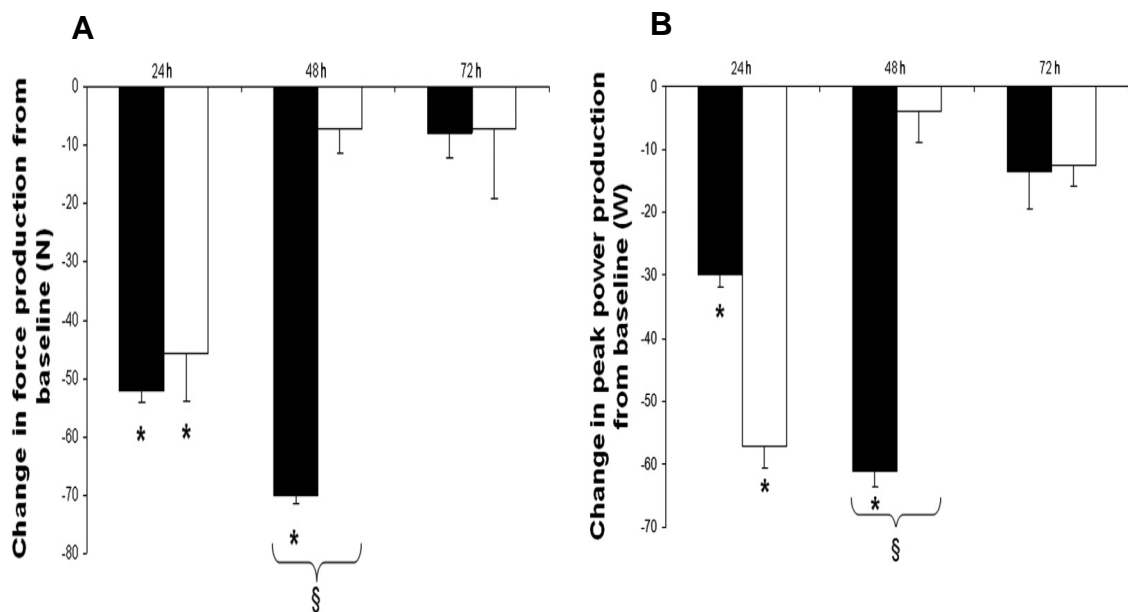 A
24h 48h 72h
0
-10
-20
-30
-40
-50
-60
-70
-80
Change in force production from
baseline (N)
* * *
§
B
24h 48h 72h
0
-10
-20
-30
-40
-50
-60
-70
Change in peak power production
from baseline (W)
* * *
§